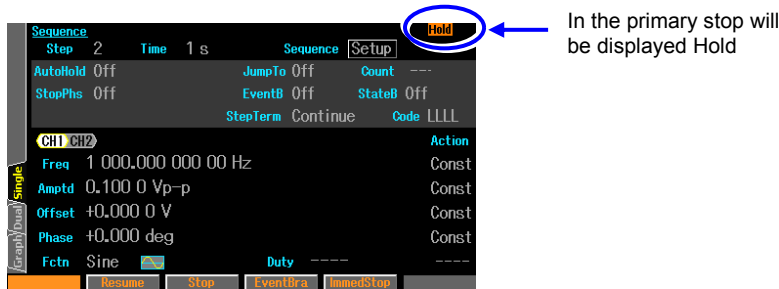 Sequence Hold
Step 2 Time 1 s Sequence Setup
AutoHold Off JumpTo Off Count ---
StopPhs Off EventB Off StateB Off
StepTerm Continue Code LLLL
CH1 CH2 Action
Freq 1 000.000 000 00 Hz Const
Amptd 0.100 0 Vp-p Const
Offset +0.000 0 V Const
Phase +0.000 deg Const
Fctn Sine Duty ---- ----
Resume Stop EventBra ImmedStop
Graph Dual Single
In the primary stop will
be displayed Hold